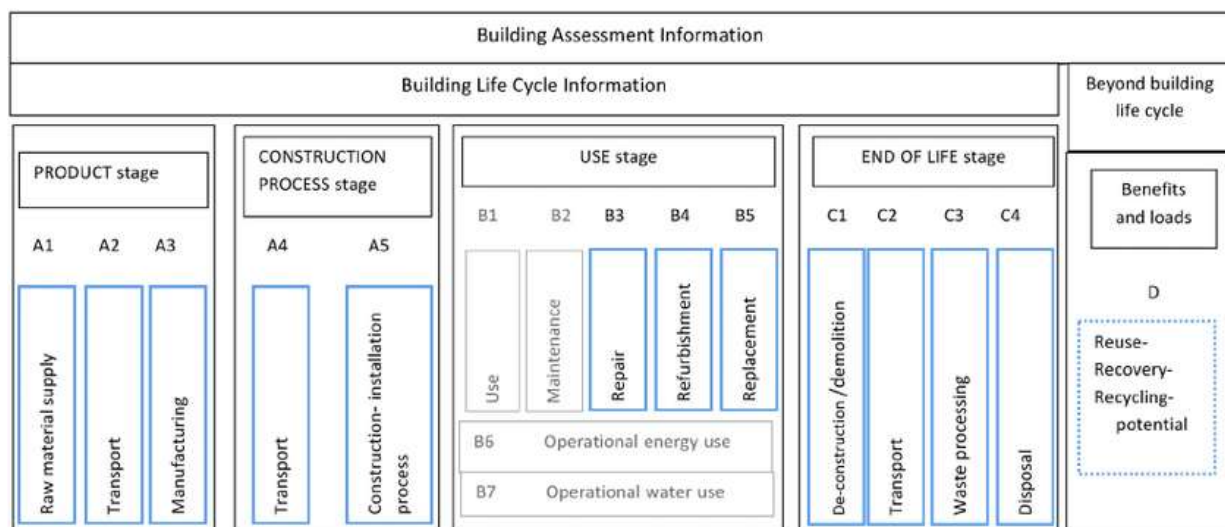 Building Assessment Information
Building Life Cycle Information
Beyond building
life cycle
PRODUCT stage
CONSTRUCTION
PROCESS stage
USE stage
END OF LIFE stage
Benefits
and loads
A1
A2
A3
A4
A5
B1
B2
B3
B4
B5
C1
C2
C3
C4
D
Raw material supply
Transport
Manufacturing
Transport
Construction- installation
process
Use
Maintenance
Repair
Refurbishment
Replacement
B6 Operational energy use
B7 Operational water use
De-construction /demolition
Transport
Waste processing
Disposal
Reuse-
Recovery-
Recycling-
potential